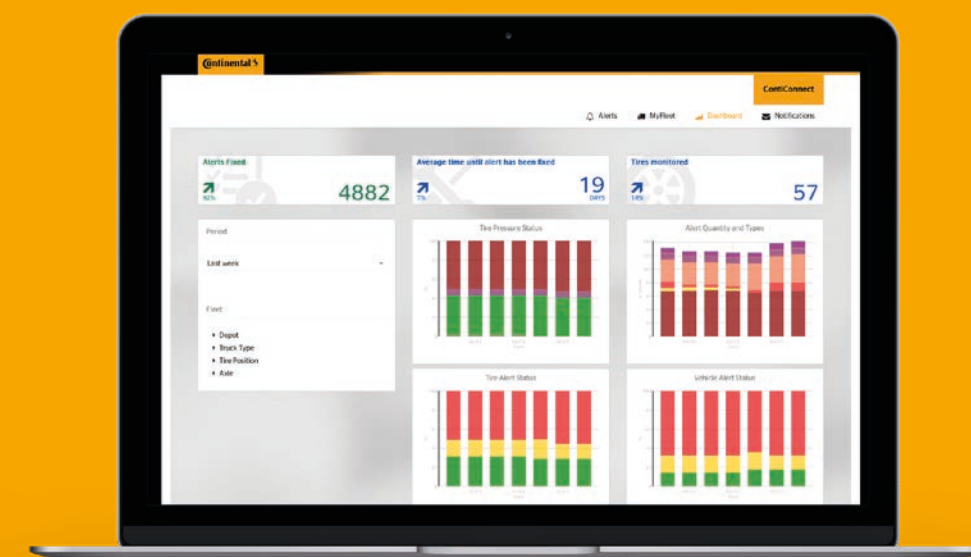 Continental
ContiConnect
Alerts
MyFleet
Dashboard
Notifications
Alerts Fixed
4882
Average time until alert has been fixed
7%
19
DAYS
Tires monitored
14%
57
Period
Last week
Fleet
Depot
Truck Type
Tire Position
Axle
Tire Pressure Status
Alert Quantity and Types
Tire Alert Status
Vehicle Alert Status